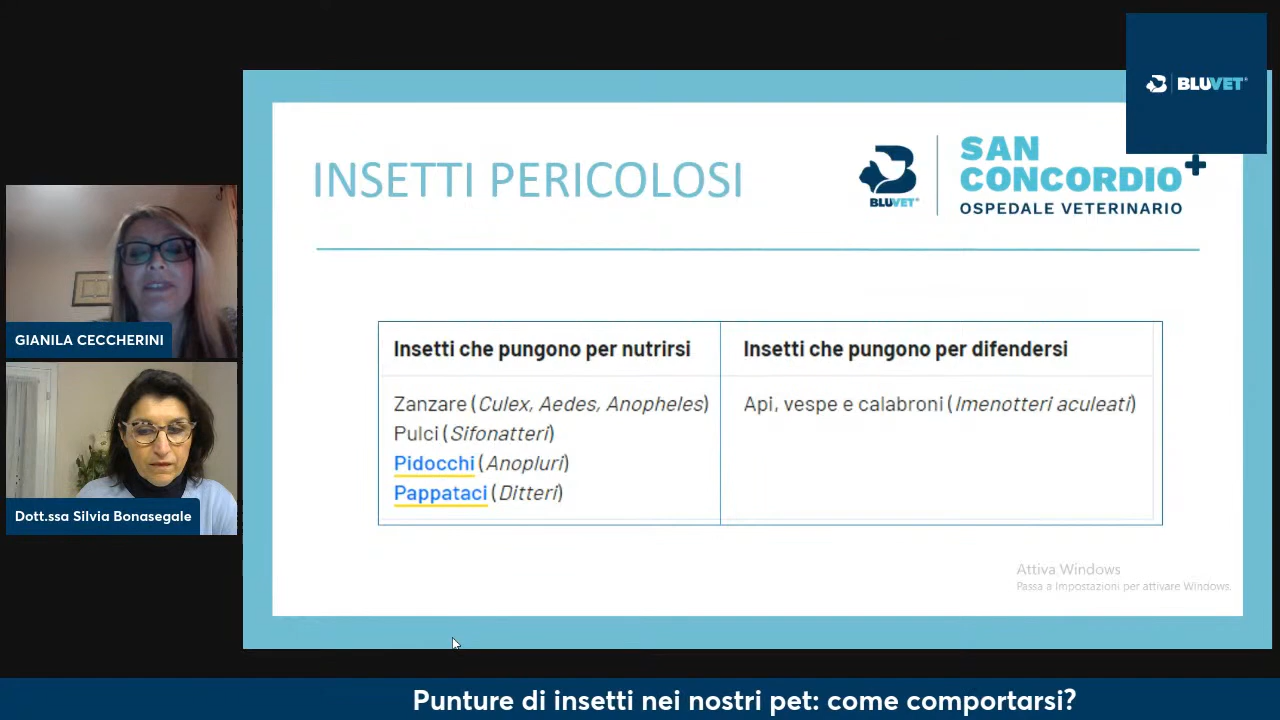 BLUVET
INSETTI PERICOLOSI
BLUVET
SAN
CONCORDIO
OSPEDALE VETERINARIO
GIANILA CECCHERINI
Dott.ssa Silvia Bonasegale
Insetti che pungono per nutrirsi
Zanzare (Culex, Aedes, Anopheles)
Pulci (Sifonatteri)
Pidocchi (Anopluri)
Pappataci (Ditteri)
Insetti che pungono per difendersi
Api, vespe e calabroni (Imenotteri aculeati)
Attiva Windows
Passa a Impostazioni per attivare Windows.
Punture di insetti nei nostri pet: come comportarsi?